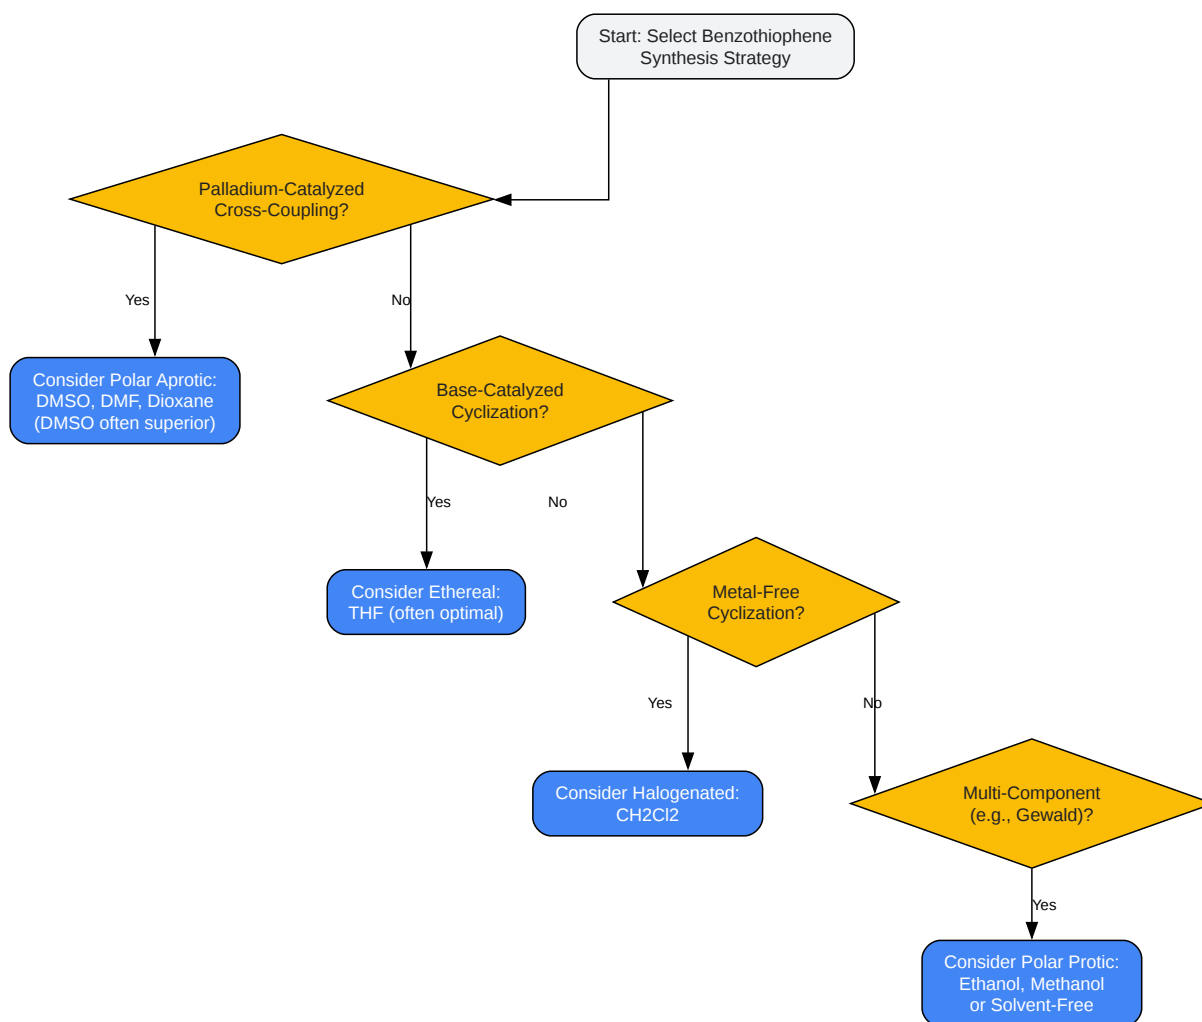 Start: Select Benzothiophene
Synthesis Strategy
Palladium-Catalyzed
Cross-Coupling?
Yes
No
Consider Polar Aprotic:
DMSO, DMF, Dioxane
(DMSO often superior)
Base-Catalyzed
Cyclization?
Yes
No
Consider Ethereal:
THF (often optimal)
Metal-Free
Cyclization?
Yes
No
Consider Halogenated:
CH2Cl2
Multi-Component
(e.g., Gewald)?
Yes
Consider Polar Protic:
Ethanol, Methanol
or Solvent-Free